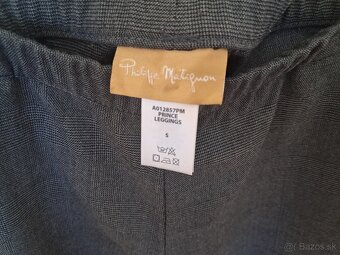 Philippe Matignon
A012857PM
PRINCE
LEGGINGS
S
Bazos.sk